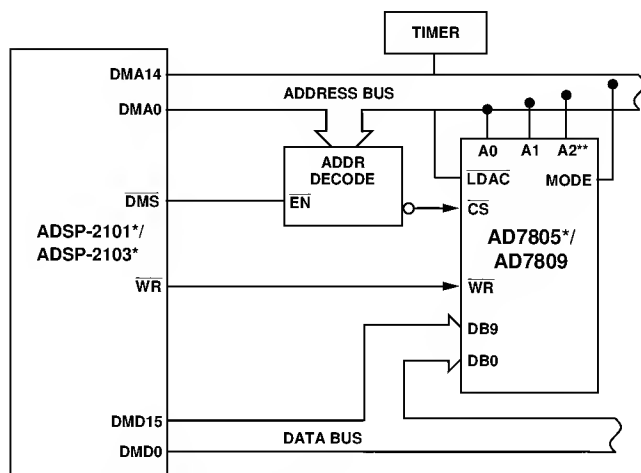 TIMER
DMA14
ADDRESS BUS
DMA0
A0 A1 A2**
ADDR
DECODE
LDAC
MODE
DMS
EN
CS
ADSP-2101*/
ADSP-2103*
AD7805*/
AD7809
WR
WR
DB9
DB0
DMD15
DATA BUS
DMD0